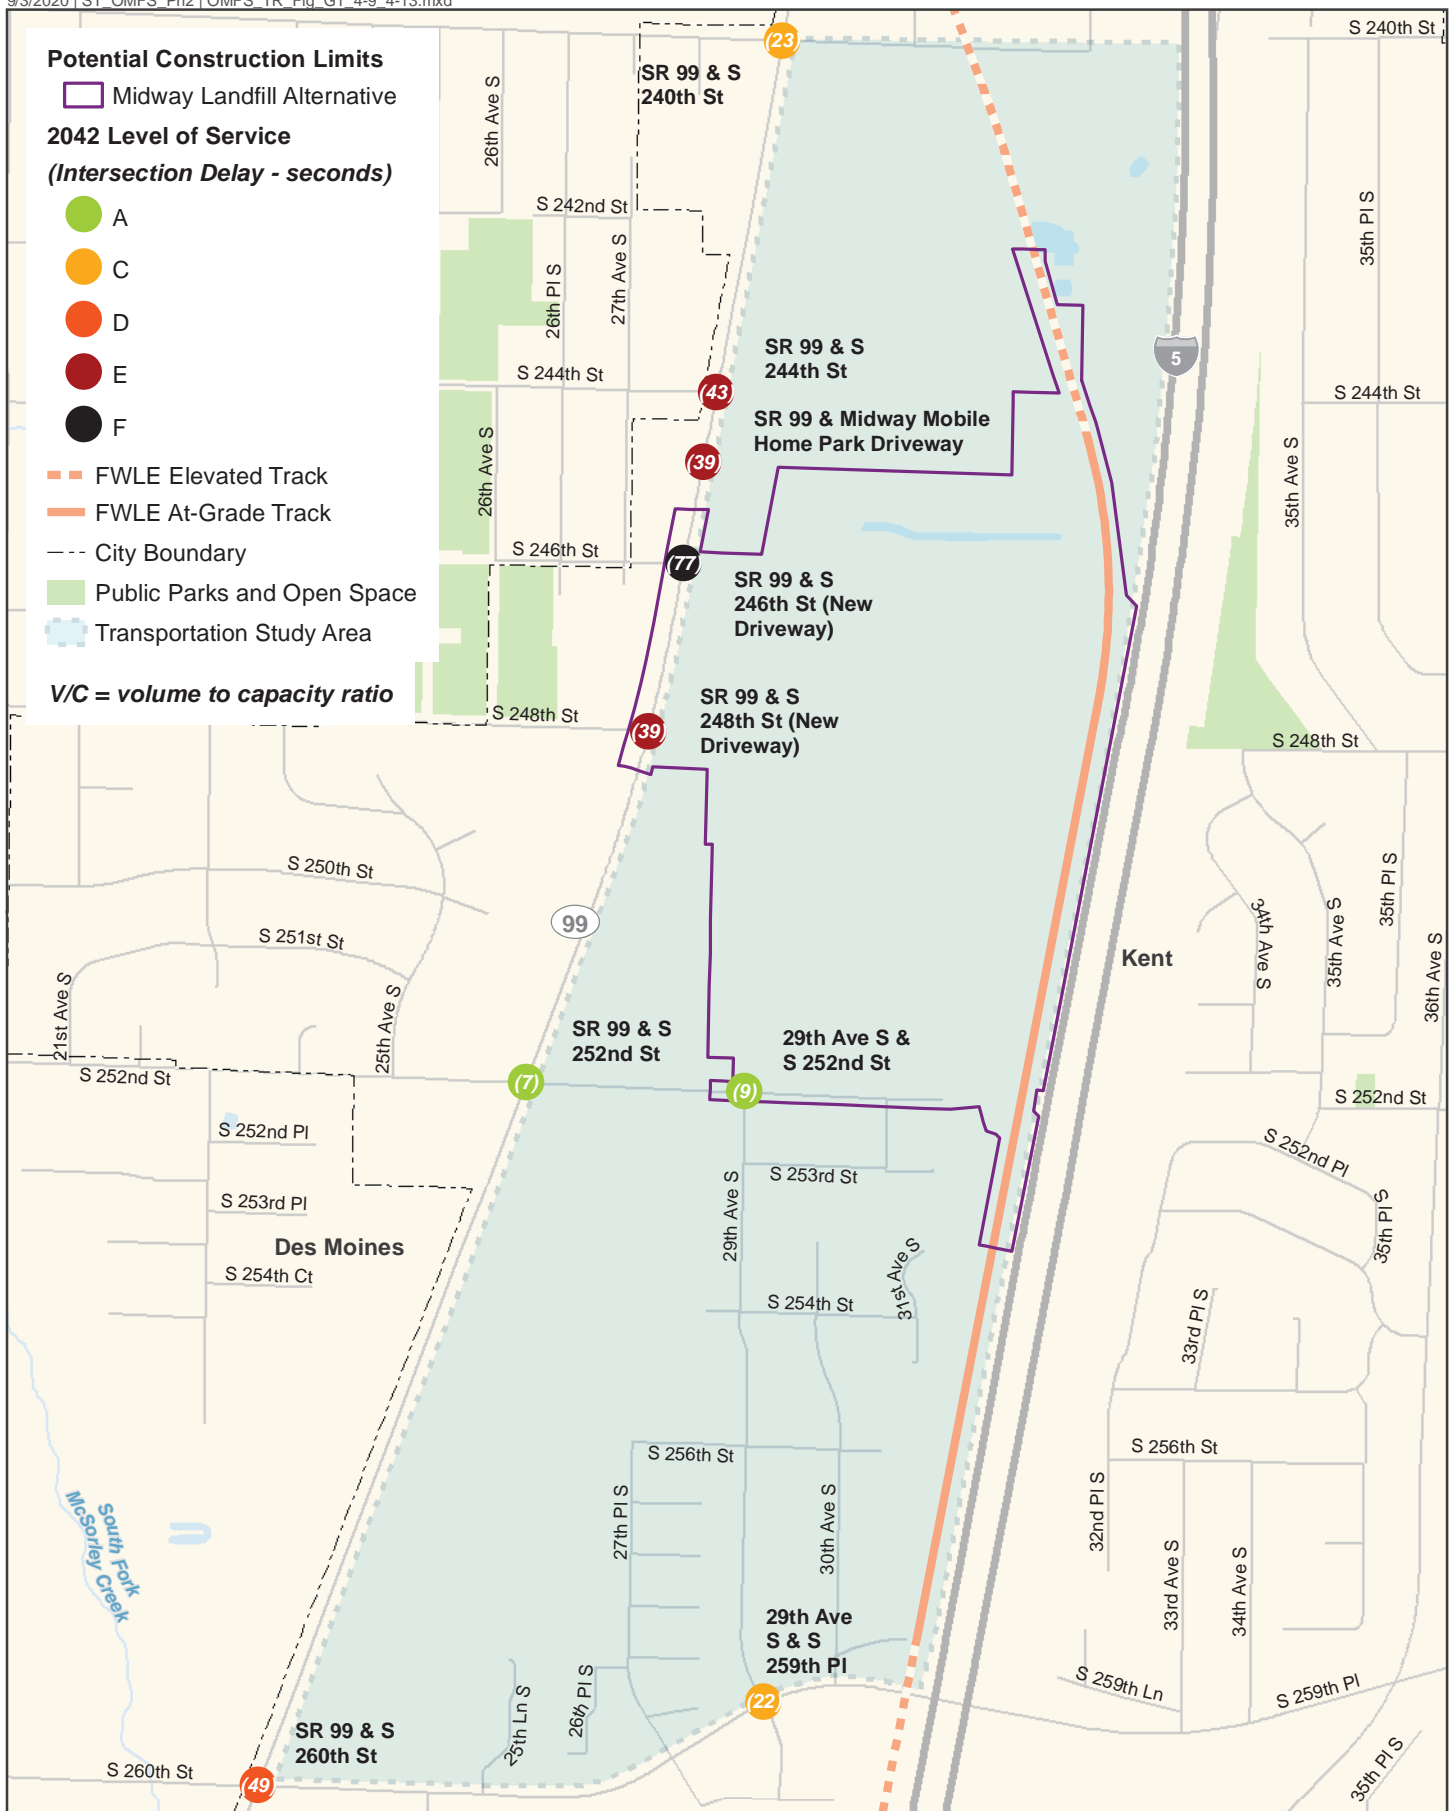 9/3/2020 | ST_OMFS_Ph2 | OMFS_TR_Fig_G1_4-9_4-13.mxd
Potential Construction Limits
Midway Landfill Alternative
2042 Level of Service
(Intersection Delay - seconds)
A
C
D
E
F
FWLE Elevated Track
FWLE At-Grade Track
City Boundary
Public Parks and Open Space
Transportation Study Area
V/C = volume to capacity ratio
(23)
SR 99 & S
240th St
S 240th St
26th Ave S
S 242nd St
26th Pl S
27th Ave S
35th Pl S
5
SR 99 & S
244th St
S 244th St
(43)
S 244th St
SR 99 & Midway Mobile
Home Park Driveway
(39)
26th Ave S
35th Ave S
S 246th St
(77)
SR 99 & S
246th St (New
Driveway)
SR 99 & S
248th St (New
Driveway)
S 248th St
(39)
S 248th St
S 250th St
99
S 251st St
21st Ave S
25th Ave S
Kent
34th Ave S
35th Ave S
35th Pl S
36th Ave S
SR 99 & S
252nd St
29th Ave S &
S 252nd St
S 252nd St
(7)
(9)
S 252nd St
S 252nd Pl
S 252nd Pl
S 253rd St
29th Ave S
S 253rd Pl
35th Pl S
Des Moines
S 254th Ct
31st Ave S
S 254th St
33rd Pl S
S 256th St
S 256th St
27th Pl S
30th Ave S
32nd Pl S
33rd Ave S
34th Ave S
South Fork
McSorley Creek
29th Ave
S & S
259th Pl
(22)
S 259th Ln
S 259th Pl
25th Ln S
26th Pl S
SR 99 & S
260th St
S 260th St
(49)
35th Pl S